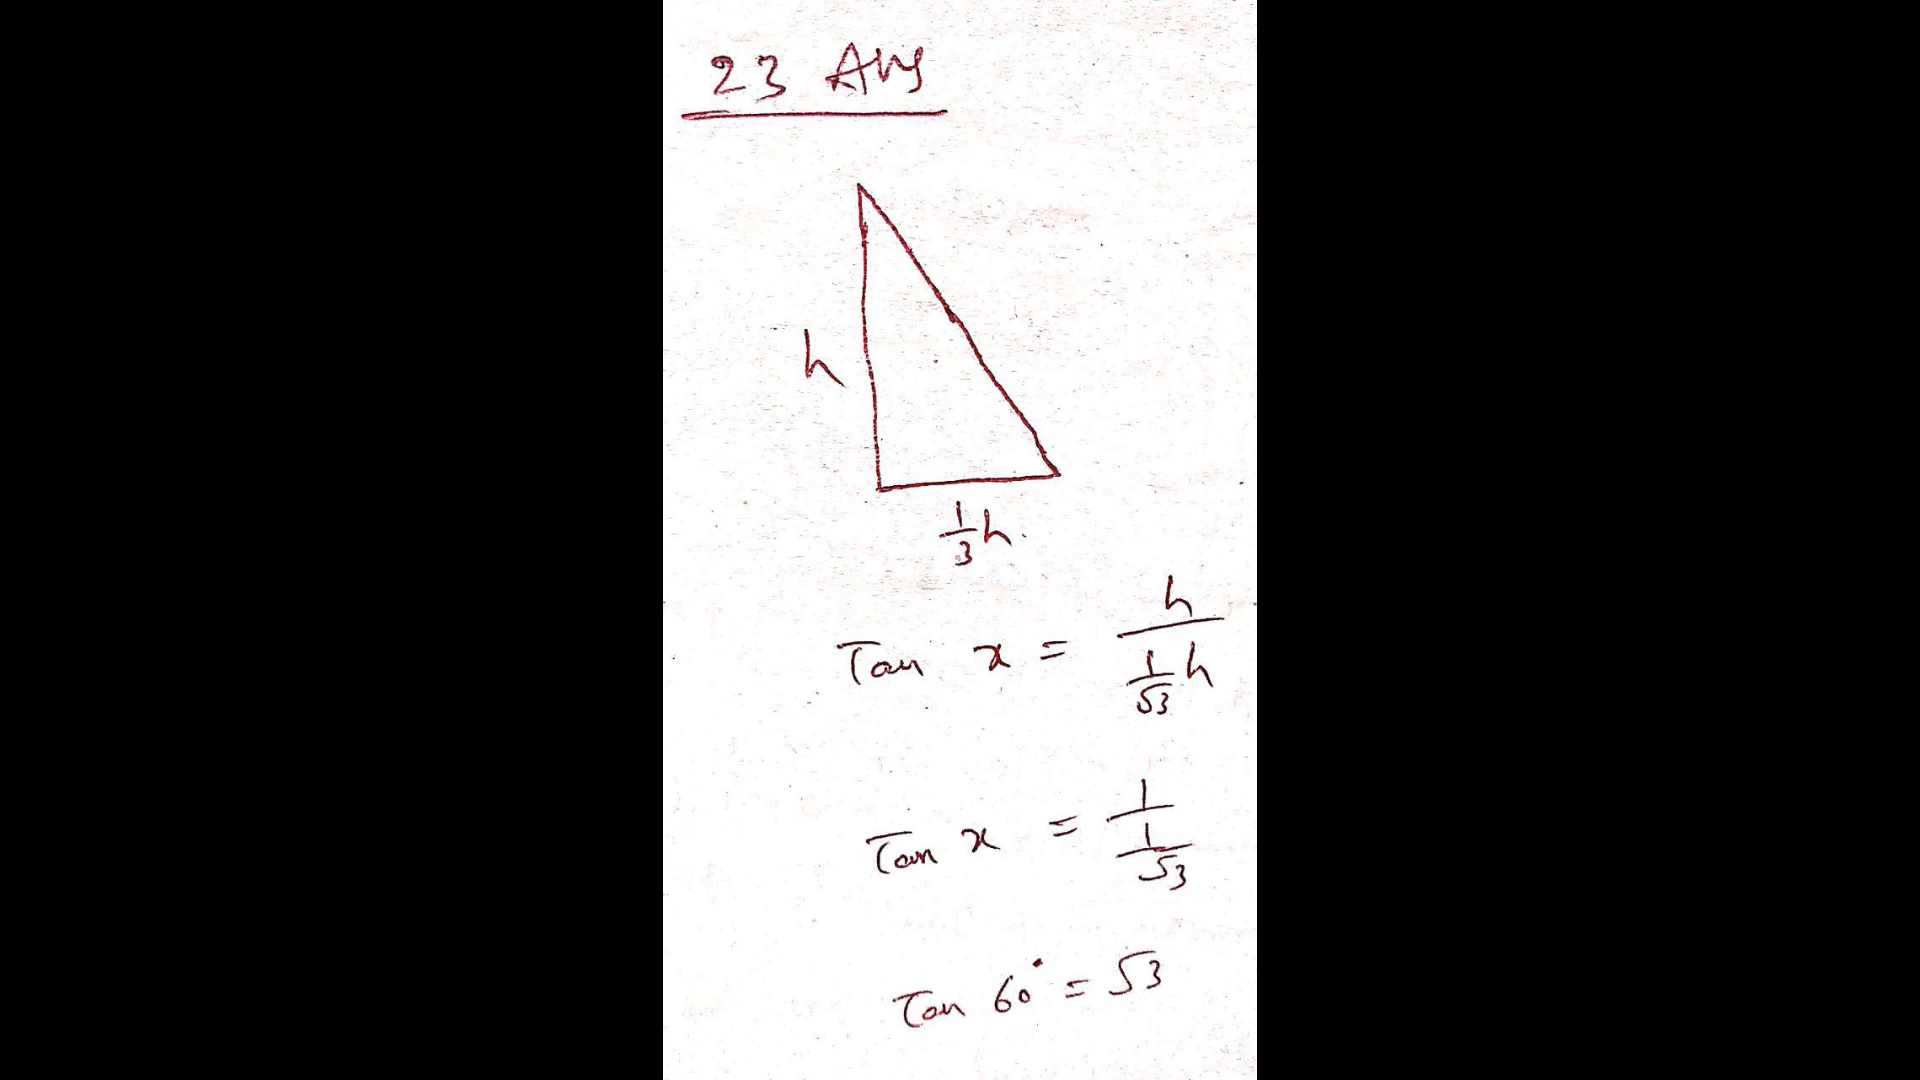 23 Ans
h
1/3 h.
Tan x = h / (1/√3 h)
Tan x = 1 / (1/√3)
Tan 60° = √3